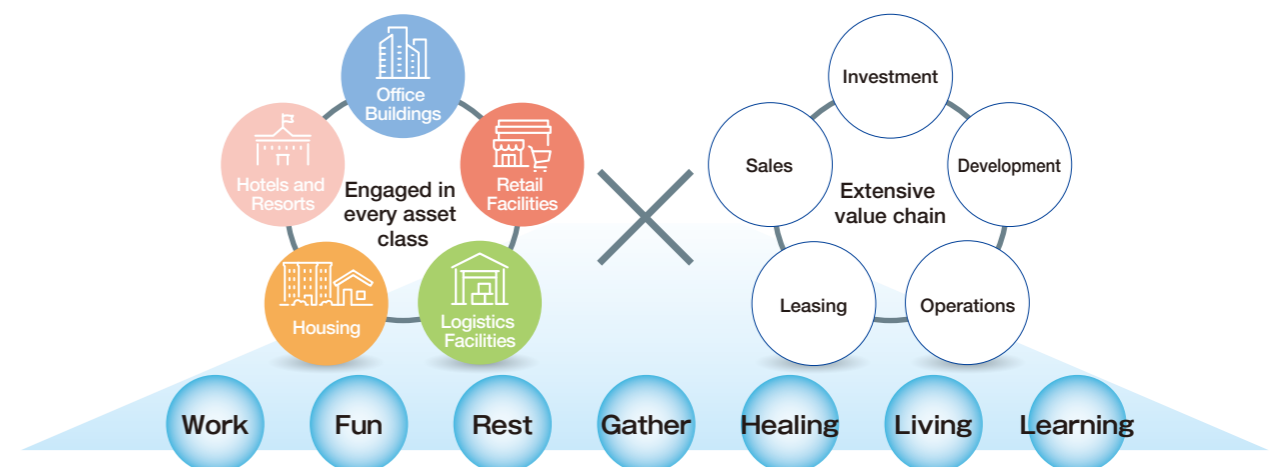 Office
Buildings
Hotels and
Resorts
Retail
Facilities
Engaged in
every asset
class
Housing
Logistics
Facilities
Investment
Sales
Development
Extensive
value chain
Leasing
Operations
Work
Fun
Rest
Gather
Healing
Living
Learning